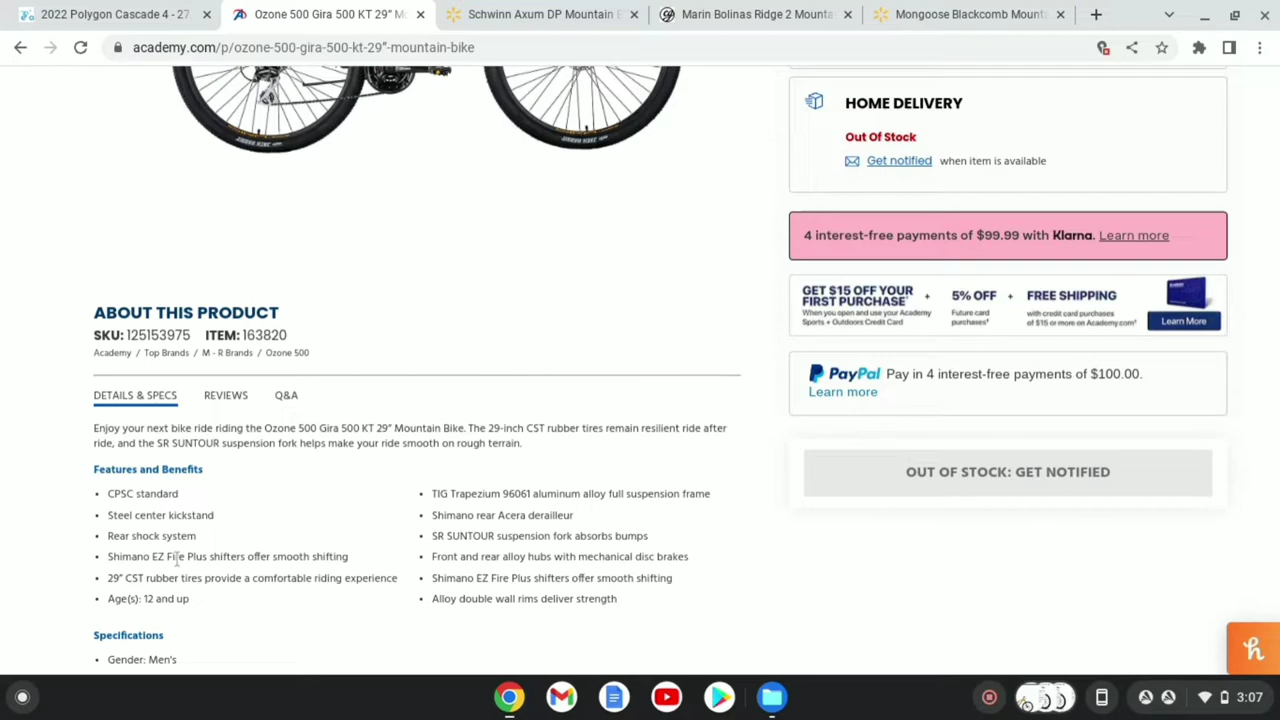 2022 Polygon Cascade 4 - 27
Ozone 500 Gira 500 KT 29” M
Schwinn Axum DP Mountain E
Marin Bolinas Ridge 2 Mounta
Mongoose Blackcomb Mount
academy.com/p/ozone-500-gira-500-kt-29”-mountain-bike
HOME DELIVERY
Out Of Stock
Get notified when item is available
4 interest-free payments of $99.99 with Klarna. Learn more
GET $15 OFF YOUR FIRST PURCHASE† + 5% OFF + FREE SHIPPING
When you open and use your Academy Sports + Outdoors Credit Card
Future card purchases*
with credit card purchases of $15 or more on Academy.com*
Learn More
PayPal Pay in 4 interest-free payments of $100.00.
Learn more
OUT OF STOCK: GET NOTIFIED
ABOUT THIS PRODUCT
SKU: 125153975 ITEM: 163820
Academy / Top Brands / M - R Brands / Ozone 500
DETAILS & SPECS REVIEWS Q&A
Enjoy your next bike ride riding the Ozone 500 Gira 500 KT 29” Mountain Bike. The 29-inch CST rubber tires remain resilient ride after
ride, and the SR SUNTOUR suspension fork helps make your ride smooth on rough terrain.
Features and Benefits
• CPSC standard
• Steel center kickstand
• Rear shock system
• Shimano EZ Fire Plus shifters offer smooth shifting
• 29” CST rubber tires provide a comfortable riding experience
• Age(s): 12 and up
• TIG Trapezium 96061 aluminum alloy full suspension frame
• Shimano rear Acera derailleur
• SR SUNTOUR suspension fork absorbs bumps
• Front and rear alloy hubs with mechanical disc brakes
• Shimano EZ Fire Plus shifters offer smooth shifting
• Alloy double wall rims deliver strength
Specifications
• Gender: Men's
3:07